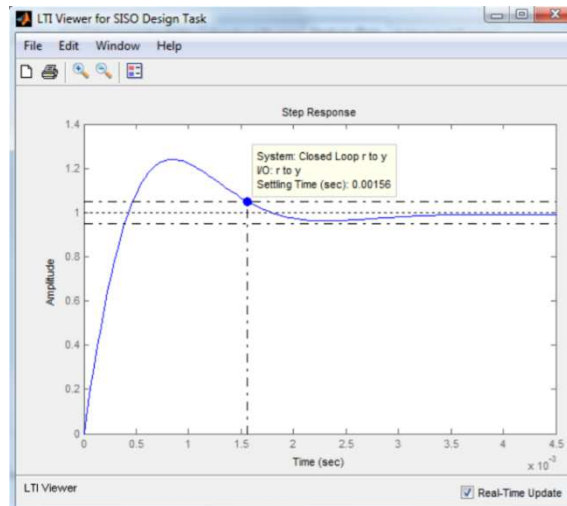 LTI Viewer for SISO Design Task
File Edit Window Help
Step Response
1.4
1.2
1
0.8
0.6
0.4
0.2
0
Amplitude
System: Closed Loop r to y
I/O: r to y
Settling Time (sec): 0.00156
0 0.5 1 1.5 2 2.5 3 3.5 4 4.5
x 10-3
Time (sec)
LTI Viewer
Real-Time Update